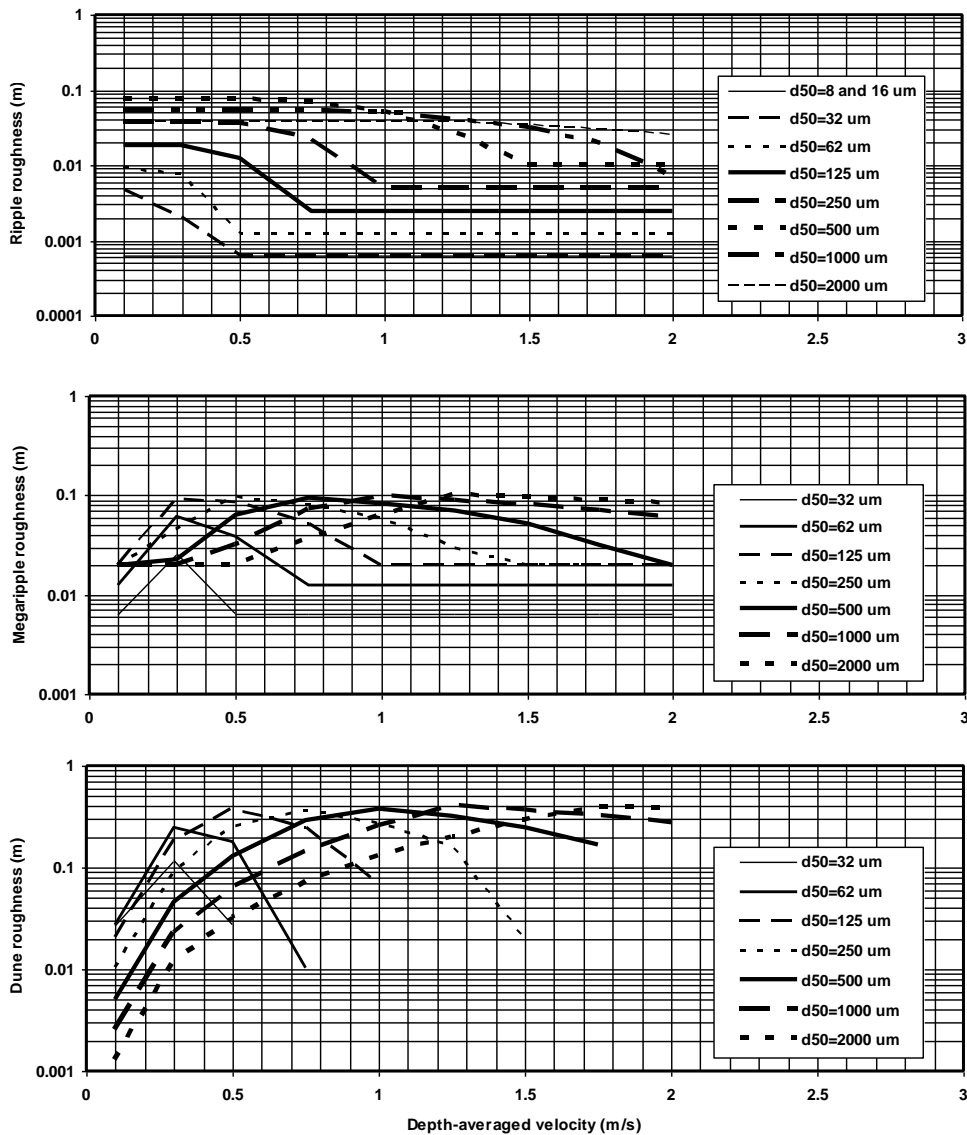 1
0.1
0.01
0.001
0.0001
Ripple roughness (m)
d50=8 and 16 um
d50=32 um
d50=62 um
d50=125 um
d50=250 um
d50=500 um
d50=1000 um
d50=2000 um
0 0.5 1 1.5 2 2.5 3
1
0.1
0.01
0.001
Megaripple roughness (m)
d50=32 um
d50=62 um
d50=125 um
d50=250 um
d50=500 um
d50=1000 um
d50=2000 um
0 0.5 1 1.5 2 2.5 3
1
0.1
0.01
0.001
Dune roughness (m)
d50=32 um
d50=62 um
d50=125 um
d50=250 um
d50=500 um
d50=1000 um
d50=2000 um
0 0.5 1 1.5 2 2.5 3
Depth-averaged velocity (m/s)